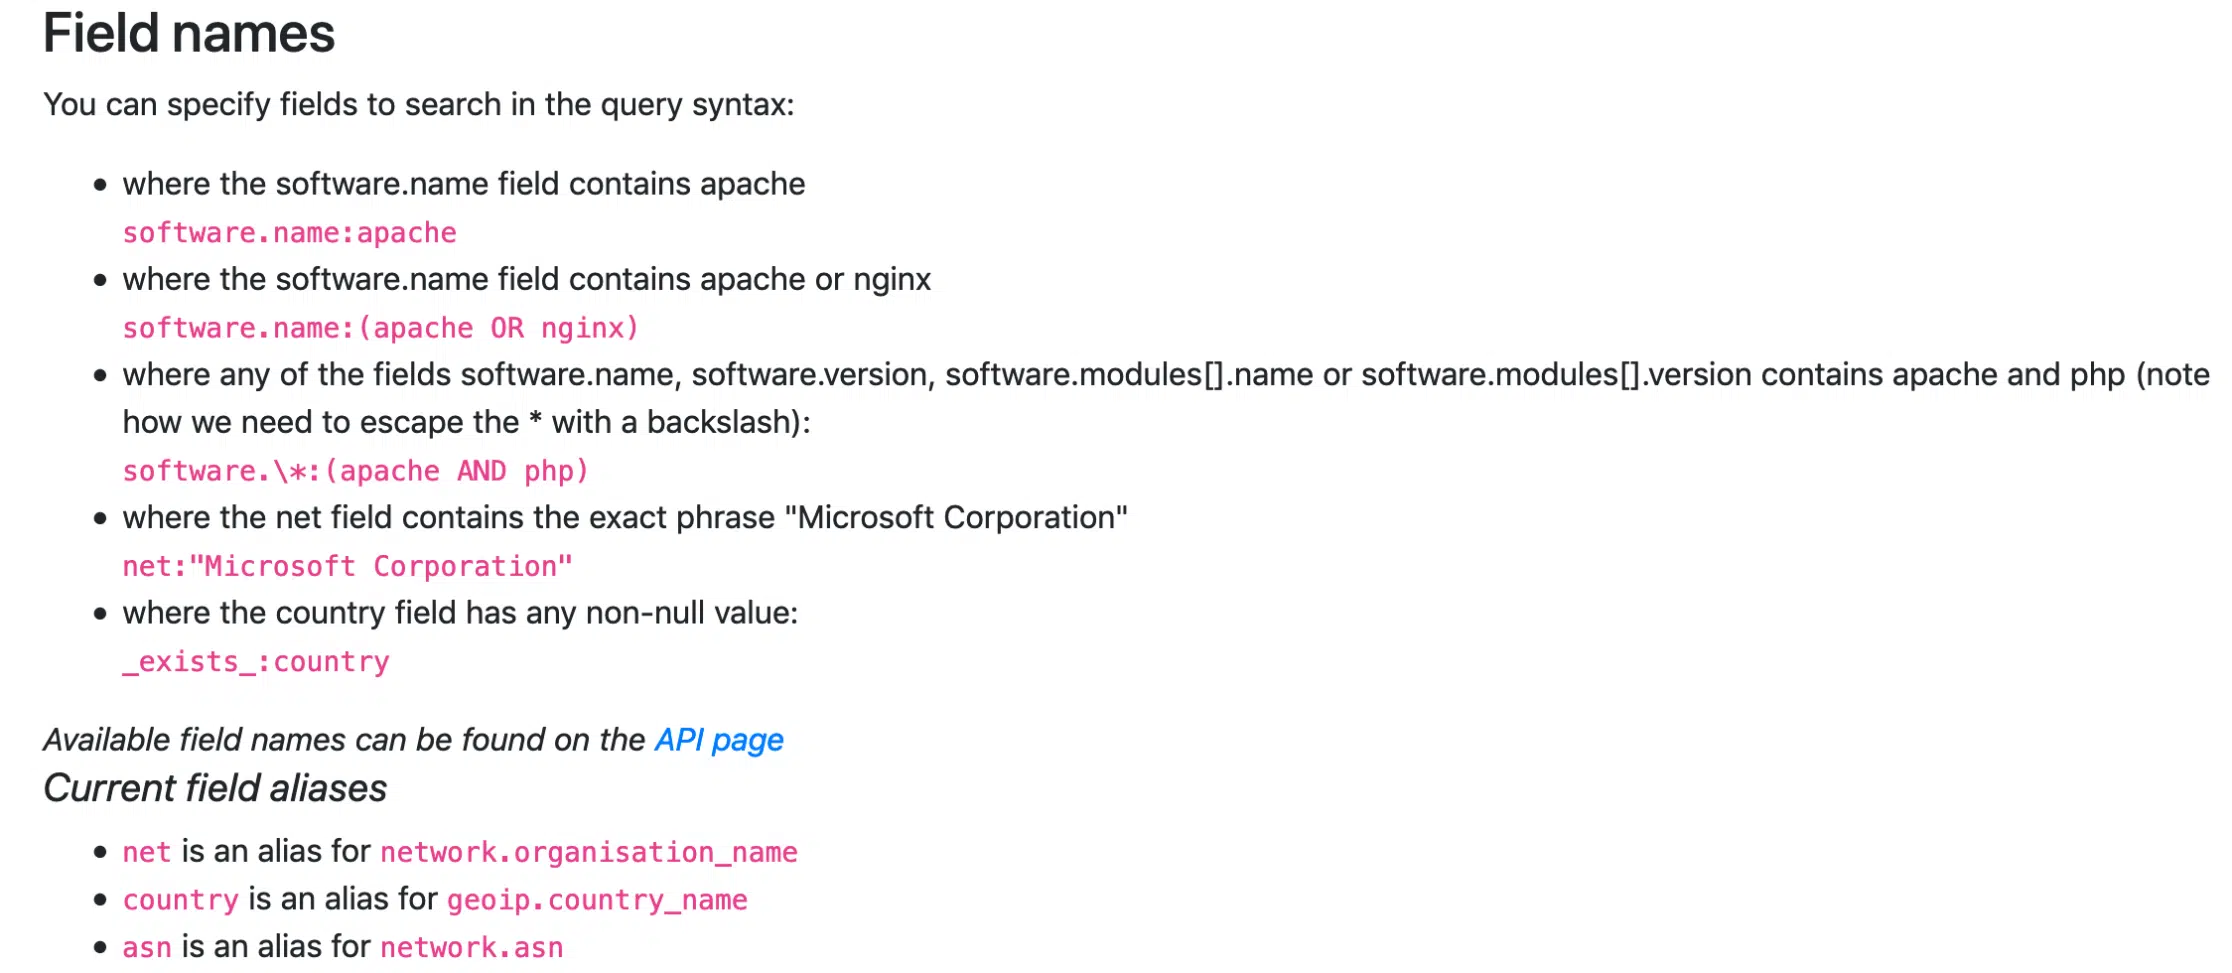 Field names
You can specify fields to search in the query syntax:
• where the software.name field contains apache
software.name:apache
• where the software.name field contains apache or nginx
software.name:(apache OR nginx)
• where any of the fields software.name, software.version, software.modules[].name or software.modules[].version contains apache and php (note
how we need to escape the * with a backslash):
software.\*:(apache AND php)
• where the net field contains the exact phrase "Microsoft Corporation"
net:"Microsoft Corporation"
• where the country field has any non-null value:
_exists_:country
Available field names can be found on the API page
Current field aliases
• net is an alias for network.organisation_name
• country is an alias for geoip.country_name
• asn is an alias for network.asn